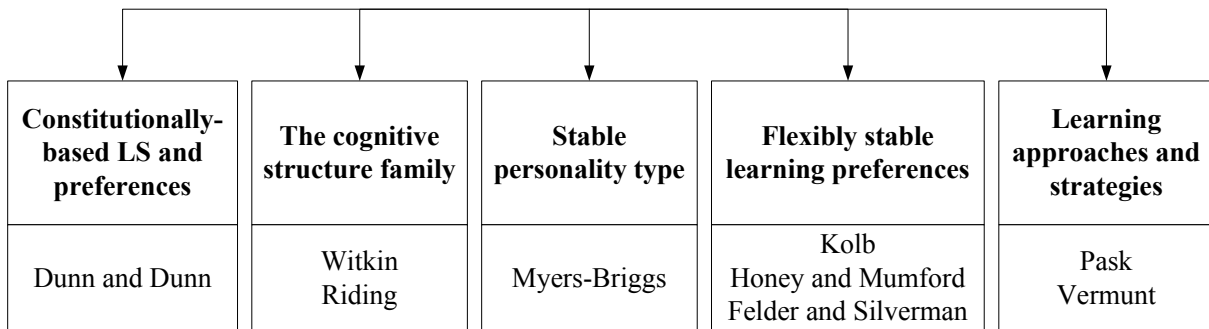 Constitutionally-
based LS and
preferences
The cognitive
structure family
Stable
personality type
Flexibly stable
learning preferences
Learning
approaches and
strategies
Dunn and Dunn
Witkin
Riding
Myers-Briggs
Kolb
Honey and Mumford
Felder and Silverman
Pask
Vermunt